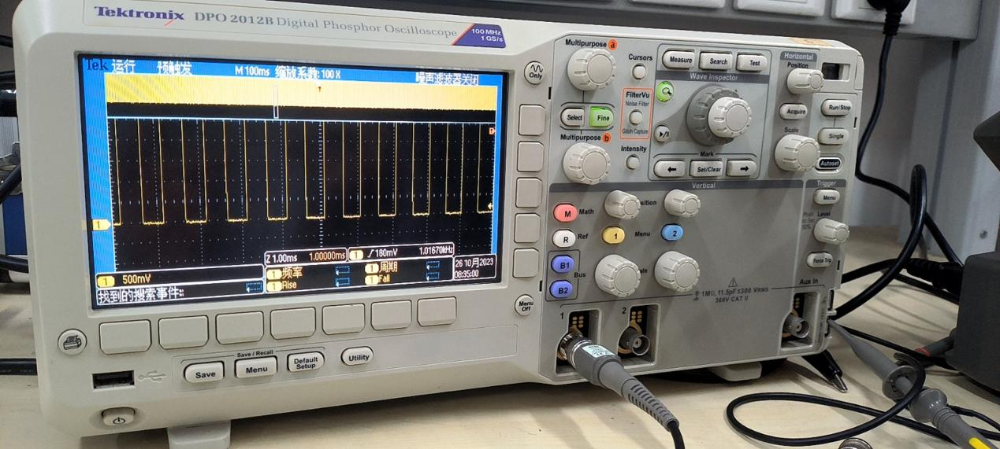 Tektronix DPO 2012B Digital Phosphor Oscilloscope
100 MHz
1 GS/s
Tek 运行 预触发 M 100ms 缩放系数: 100 X 噪声滤波器关闭
1
Z 1.00ms 1.00000ms
1 180mV 1.01670kHz
1 500mV
1 频率
1 周期
1 Rise
1 Fall
26 10月 2023
08:35:00
找到的搜索事件:
Only
Menu
Off
Save / Recall
Save
Menu
Default
Setup
Utility
Multipurpose a
Cursors
Measure
Search
Test
Wave Inspector
FilterVu
Noise Filter
Glitch Capture
Select
Fine
Multipurpose b
Intensity
Mark
←
Set/Clear
→
Horizontal
Position
Acquire
Scale
Run/Stop
Single
Autoset
Vertical
M Math
R Ref
B1
B2
Bus
sition
1 Menu 2
ale
Trigger
Menu
Level
Force Trig
1MΩ, 11.5pF ≤300 VRMS
300V CAT II
Aux In
1
2